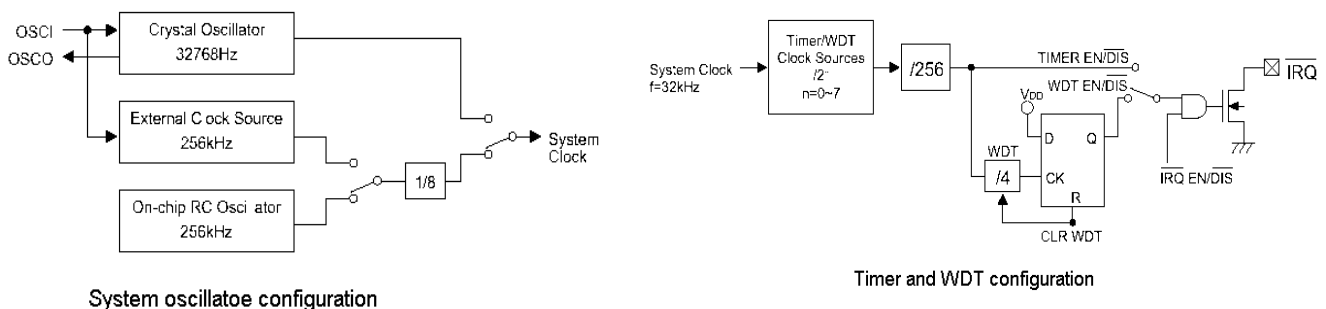 OSCI
OSCO
Crystal Oscillator
32768Hz
External Clock Source
256kHz
On-chip RC Osci ator
256kHz
1/8
System
Clock
System oscillatoe configuration
System Clock
f=32kHz
Timer/WDT
Clock Sources
/2ⁿ
n=0~7
/256
TIMER EN/DIS
WDT EN/DIS
VDD
D
Q
CK
R
WDT
/4
CLR WDT
IRQ EN/DIS
IRQ
Timer and WDT configuration